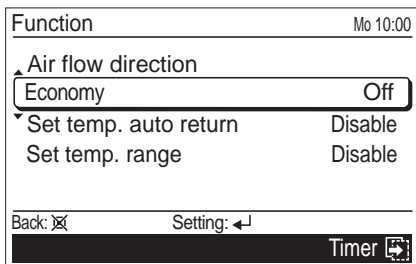 Function Mo 10:00
Air flow direction
Economy Off
Set temp. auto return Disable
Set temp. range Disable
Back: Setting:
Timer